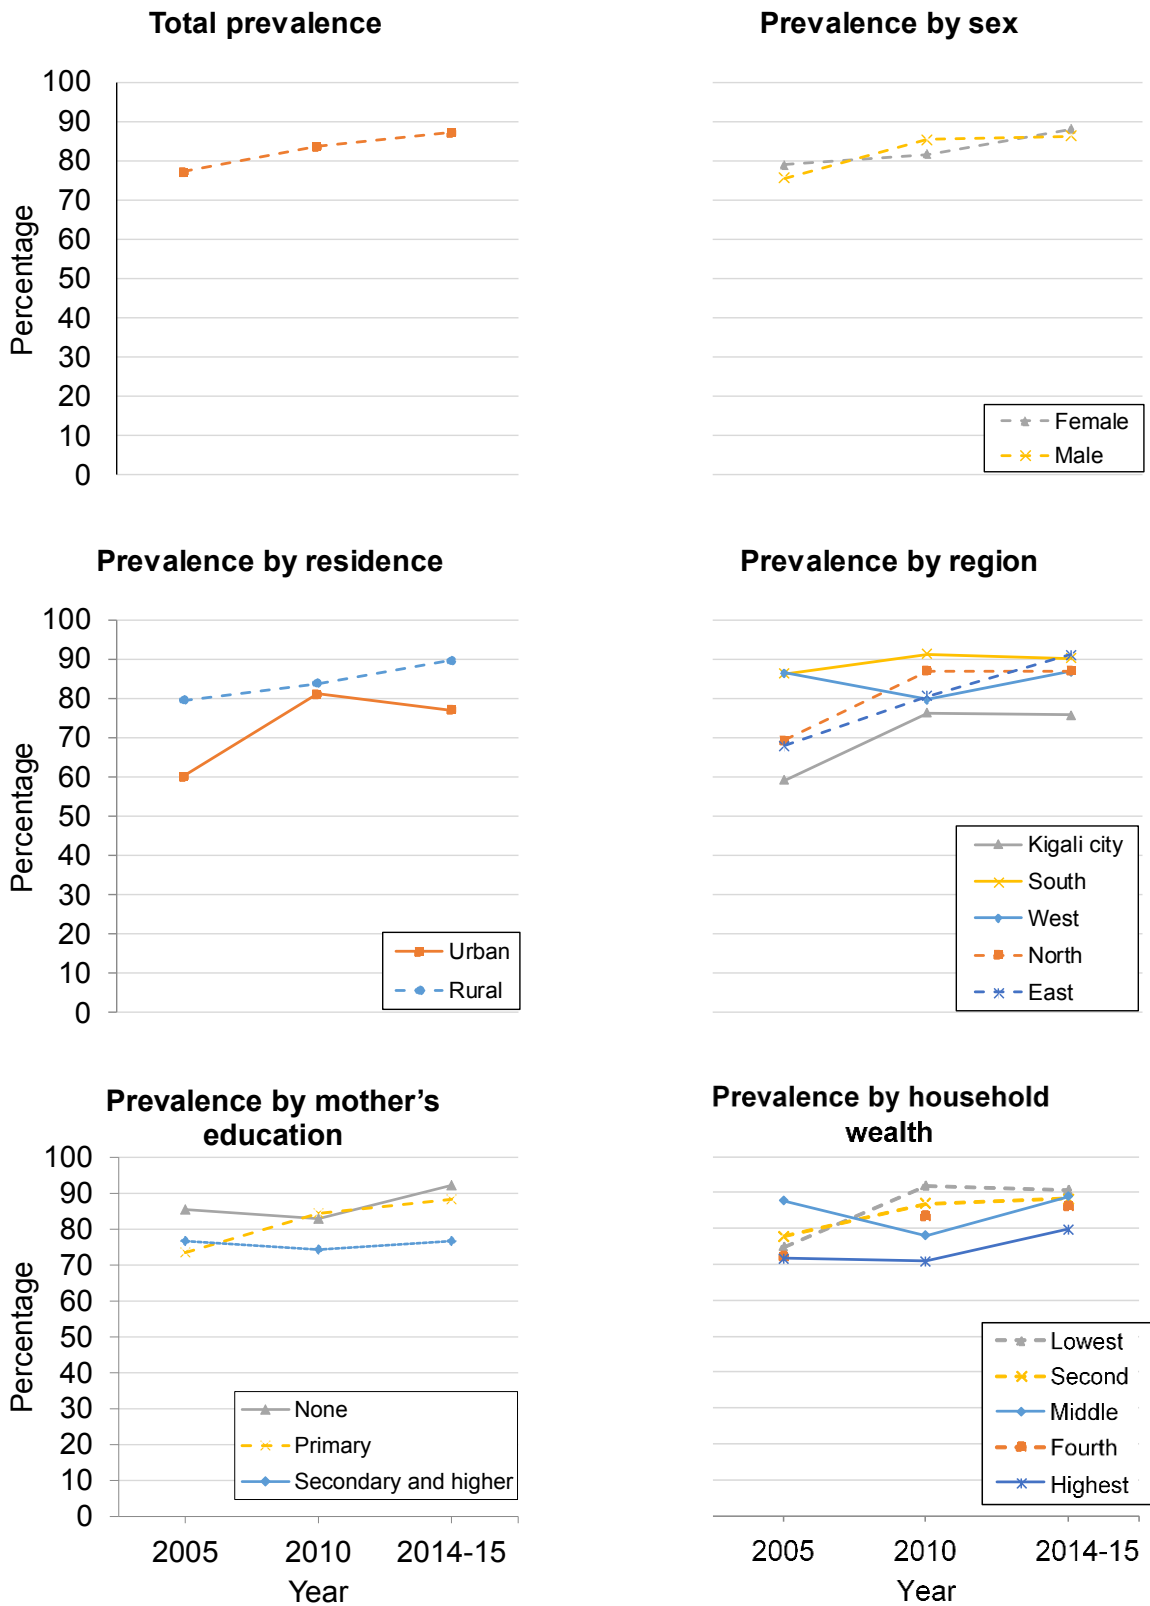 Total prevalence
Percentage
100
90
80
70
60
50
40
30
20
10
0
Prevalence by sex
Female
Male
Prevalence by residence
Percentage
100
90
80
70
60
50
40
30
20
10
0
Urban
Rural
Prevalence by region
Kigali city
South
West
North
East
Prevalence by mother’s
education
Percentage
100
90
80
70
60
50
40
30
20
10
0
None
Primary
Secondary and higher
2005 2010 2014-15
Year
Prevalence by household
wealth
Lowest
Second
Middle
Fourth
Highest
2005 2010 2014-15
Year